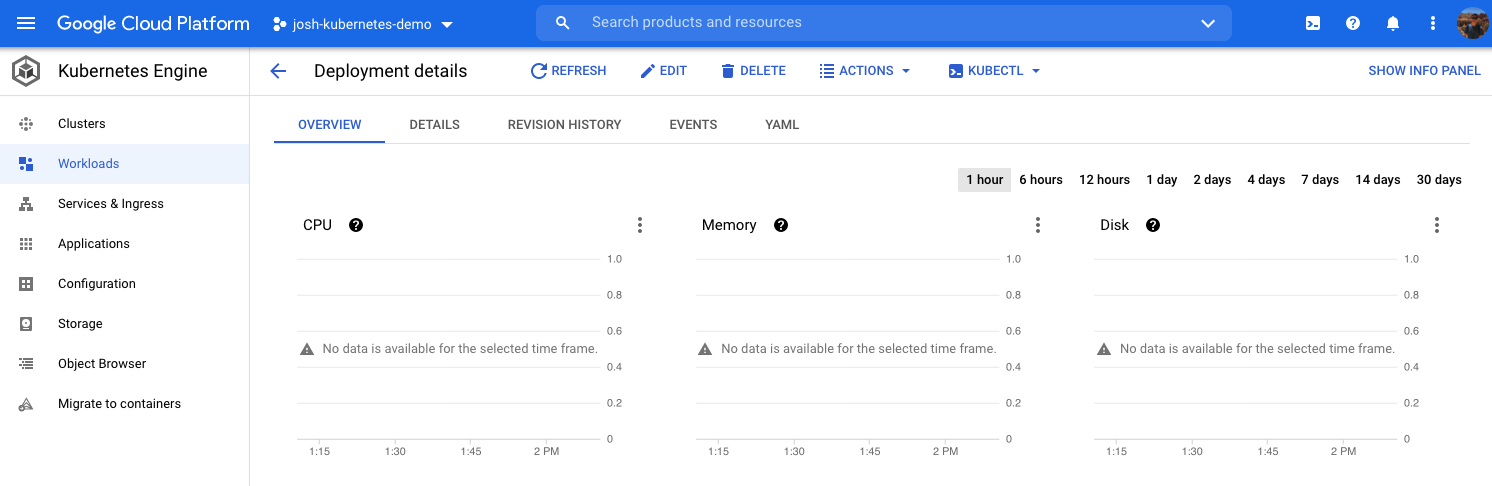 Google Cloud Platform josh-kubernetes-demo Search products and resources
Kubernetes Engine
Deployment details REFRESH EDIT DELETE ACTIONS KUBECTL SHOW INFO PANEL
Clusters
Workloads
Services & Ingress
Applications
Configuration
Storage
Object Browser
Migrate to containers
OVERVIEW DETAILS REVISION HISTORY EVENTS YAML
1 hour 6 hours 12 hours 1 day 2 days 4 days 7 days 14 days 30 days
CPU
1.0
0.8
0.6
No data is available for the selected time frame.
0.4
0.2
0
1:15 1:30 1:45 2 PM
Memory
1.0
0.8
0.6
No data is available for the selected time frame.
0.4
0.2
0
1:15 1:30 1:45 2 PM
Disk
1.0
0.8
0.6
No data is available for the selected time frame.
0.4
0.2
0
1:15 1:30 1:45 2 PM